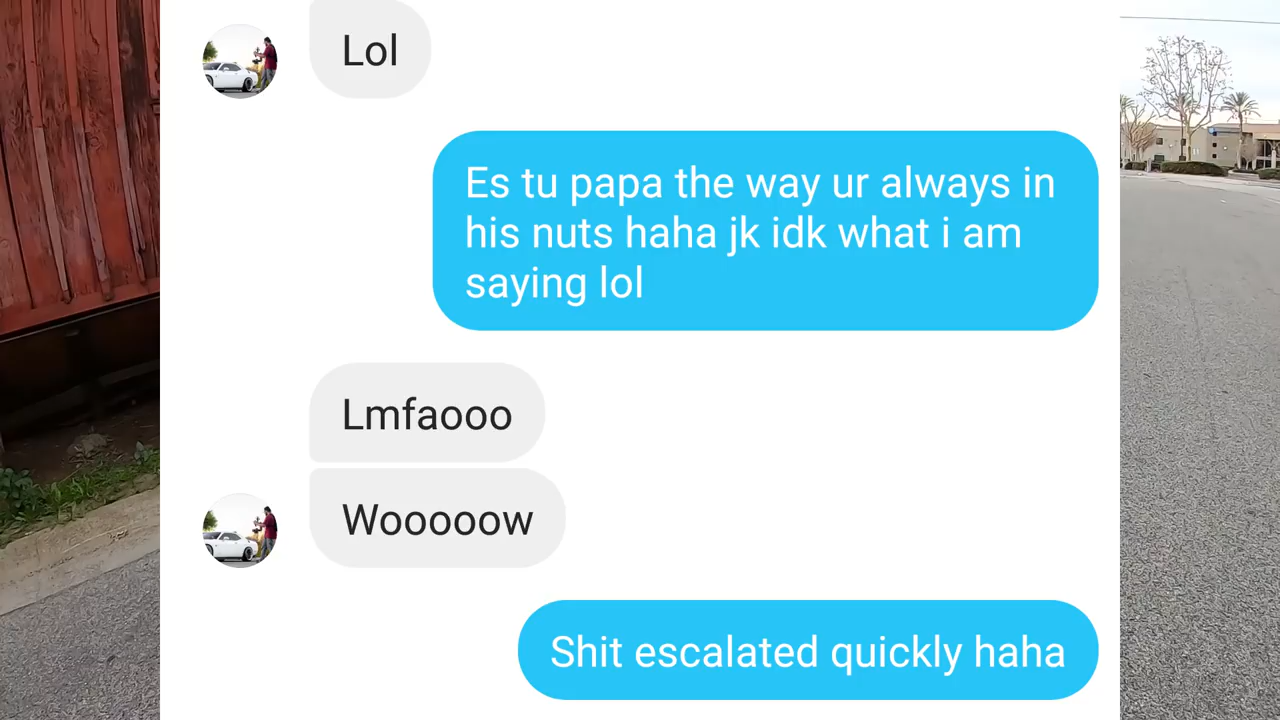 Lol
Es tu papa the way ur always in
his nuts haha jk idk what i am
saying lol
Lmfaooo
Wooooow
Shit escalated quickly haha